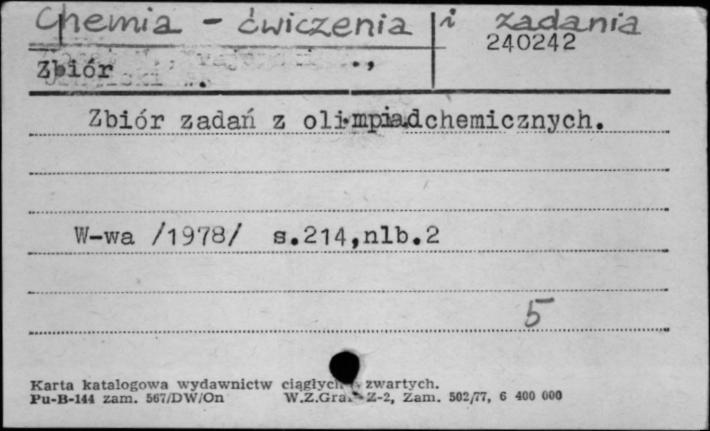 Chemia - ćwiczenia i zadania
240242
Zbiór
Zbiór zadań z olimpiad chemicznych.
W-wa /1978/ s.214,nlb.2
5
Karta katalogowa wydawnictw ciągłych zwartych.
Pu-B-144 zam. 567/DW/On W.Z.Graf. Z-2, Zam. 502/77, 6 400 000